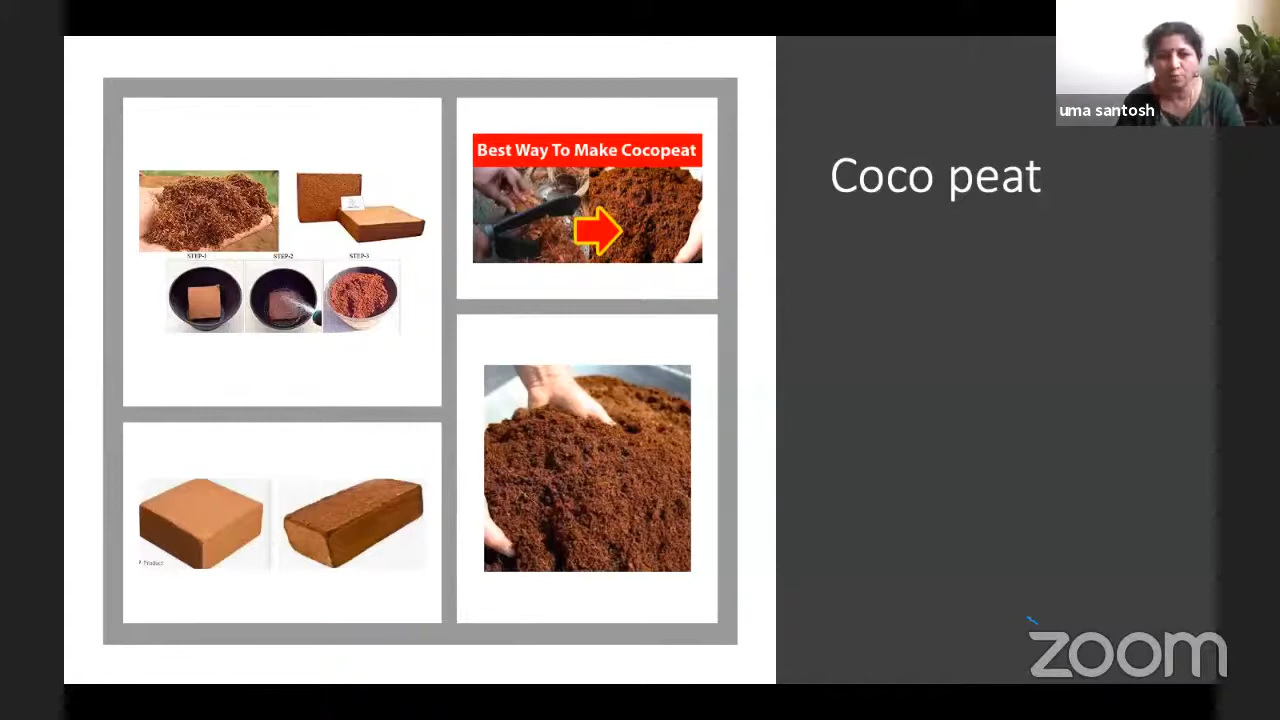 uma santosh
Coco peat
Best Way To Make Cocopeat
STEP-1
STEP-2
STEP-3
Product
zoom